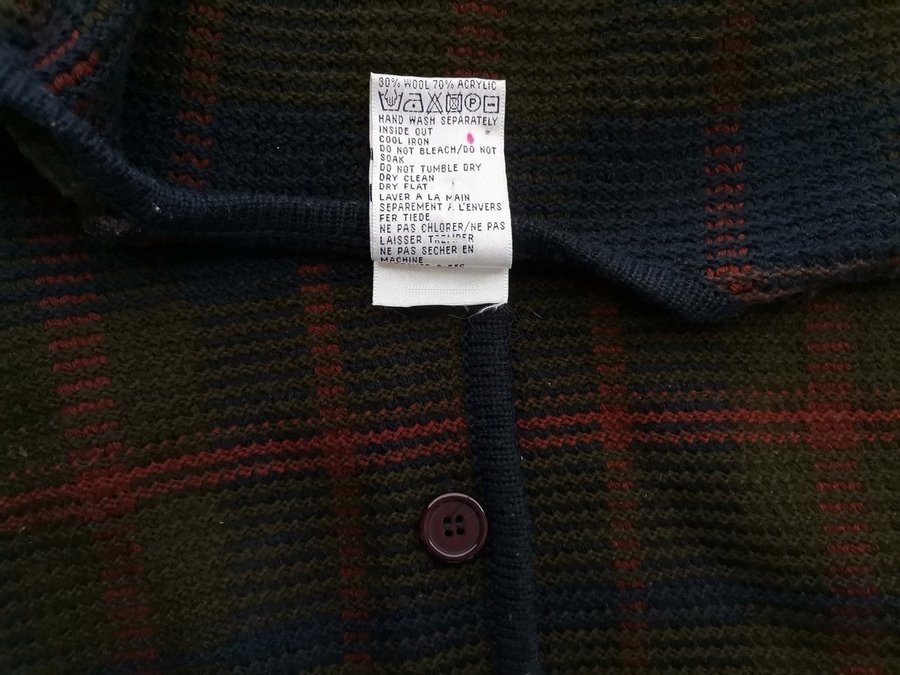 30% WOOL 70% ACRYLIC
HAND WASH SEPARATELY
INSIDE OUT
COOL IRON
DO NOT BLEACH/DO NOT
SOAK
DO NOT TUMBLE DRY
DRY CLEAN
DRY FLAT
LAVER A LA MAIN
SEPAREMENT A L'ENVERS
FER TIEDE
NE PAS CHLORER/NE PAS
LAISSER TREMPER
NE PAS SECHER EN
MACHINE